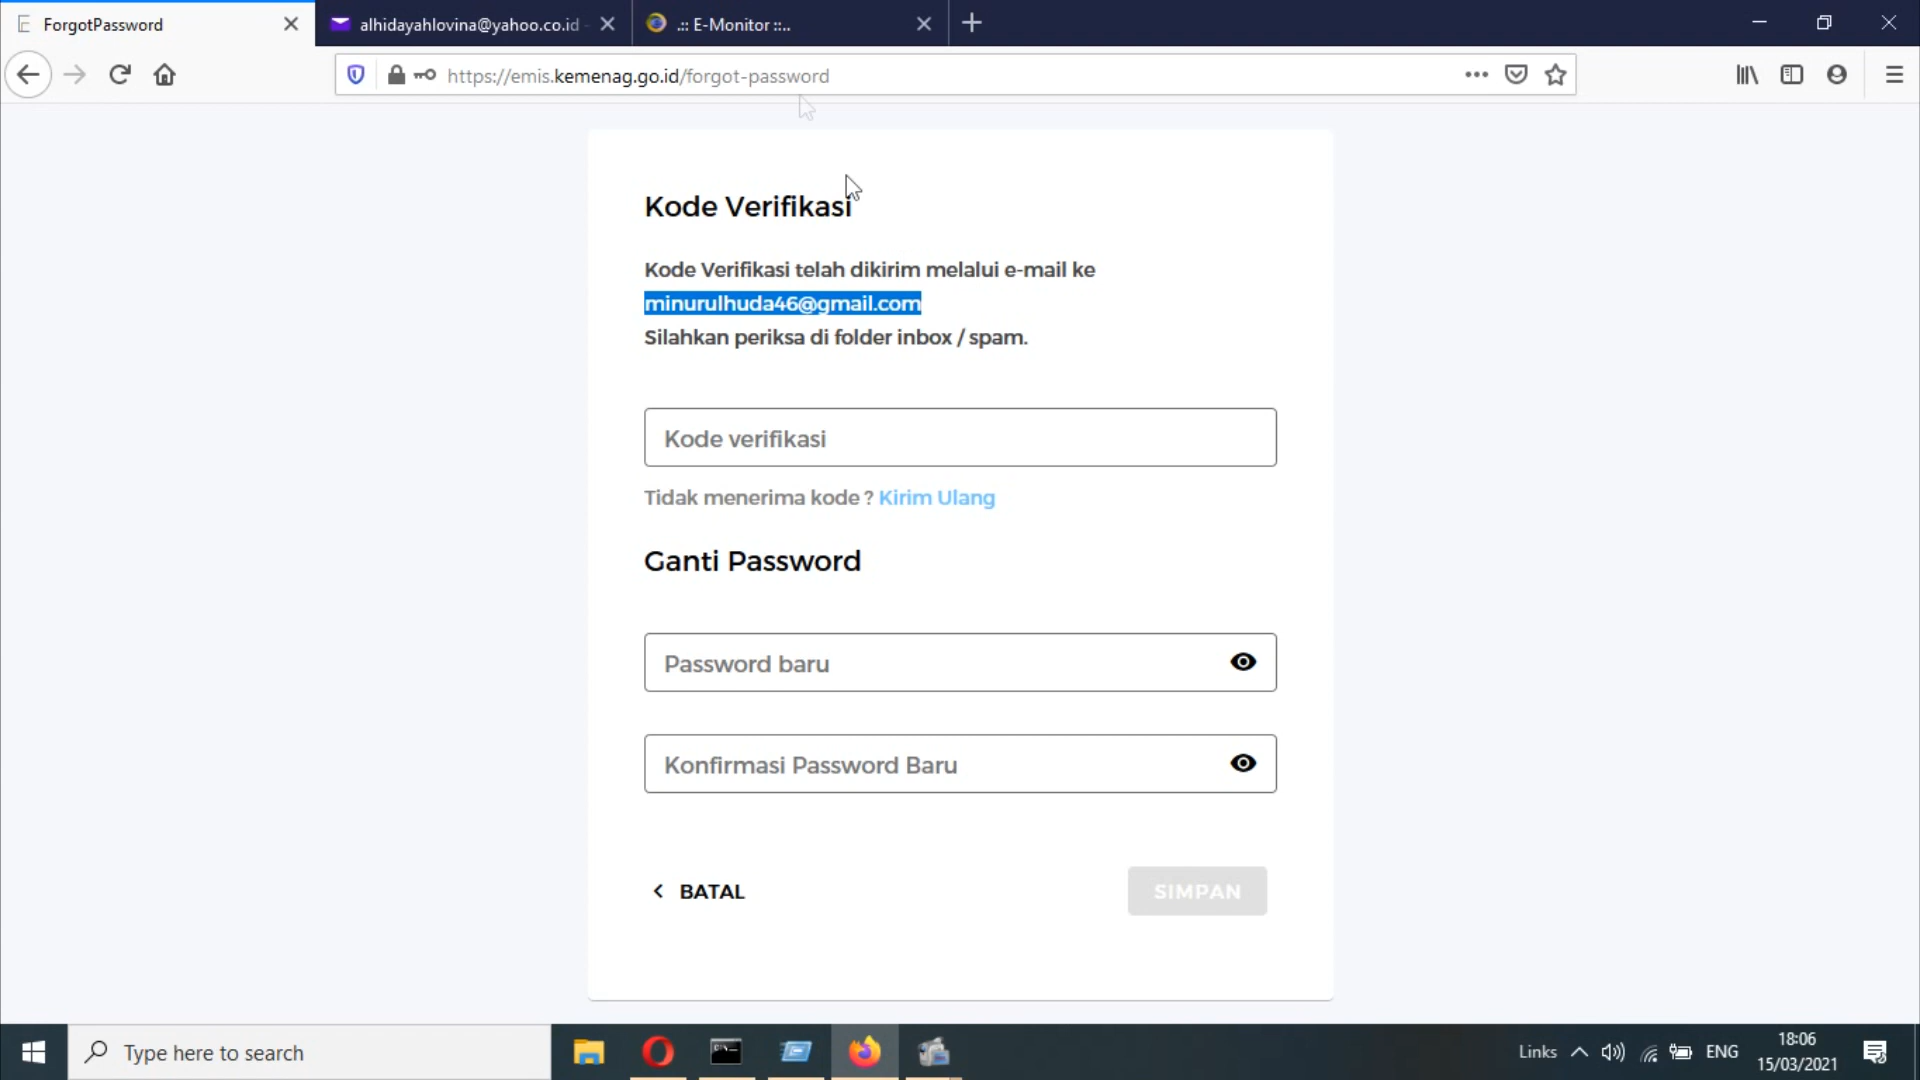 ForgotPassword
alhidayahlovina@yahoo.co.id -
.:: E-Monitor ::..
https://emis.kemenag.go.id/forgot-password
Kode Verifikasi
Kode Verifikasi telah dikirim melalui e-mail ke
minurulhuda46@gmail.com
Silahkan periksa di folder inbox / spam.
Kode verifikasi
Tidak menerima kode ? Kirim Ulang
Ganti Password
Password baru
Konfirmasi Password Baru
BATAL
SIMPAN
Type here to search
Links
ENG
18:06
15/03/2021